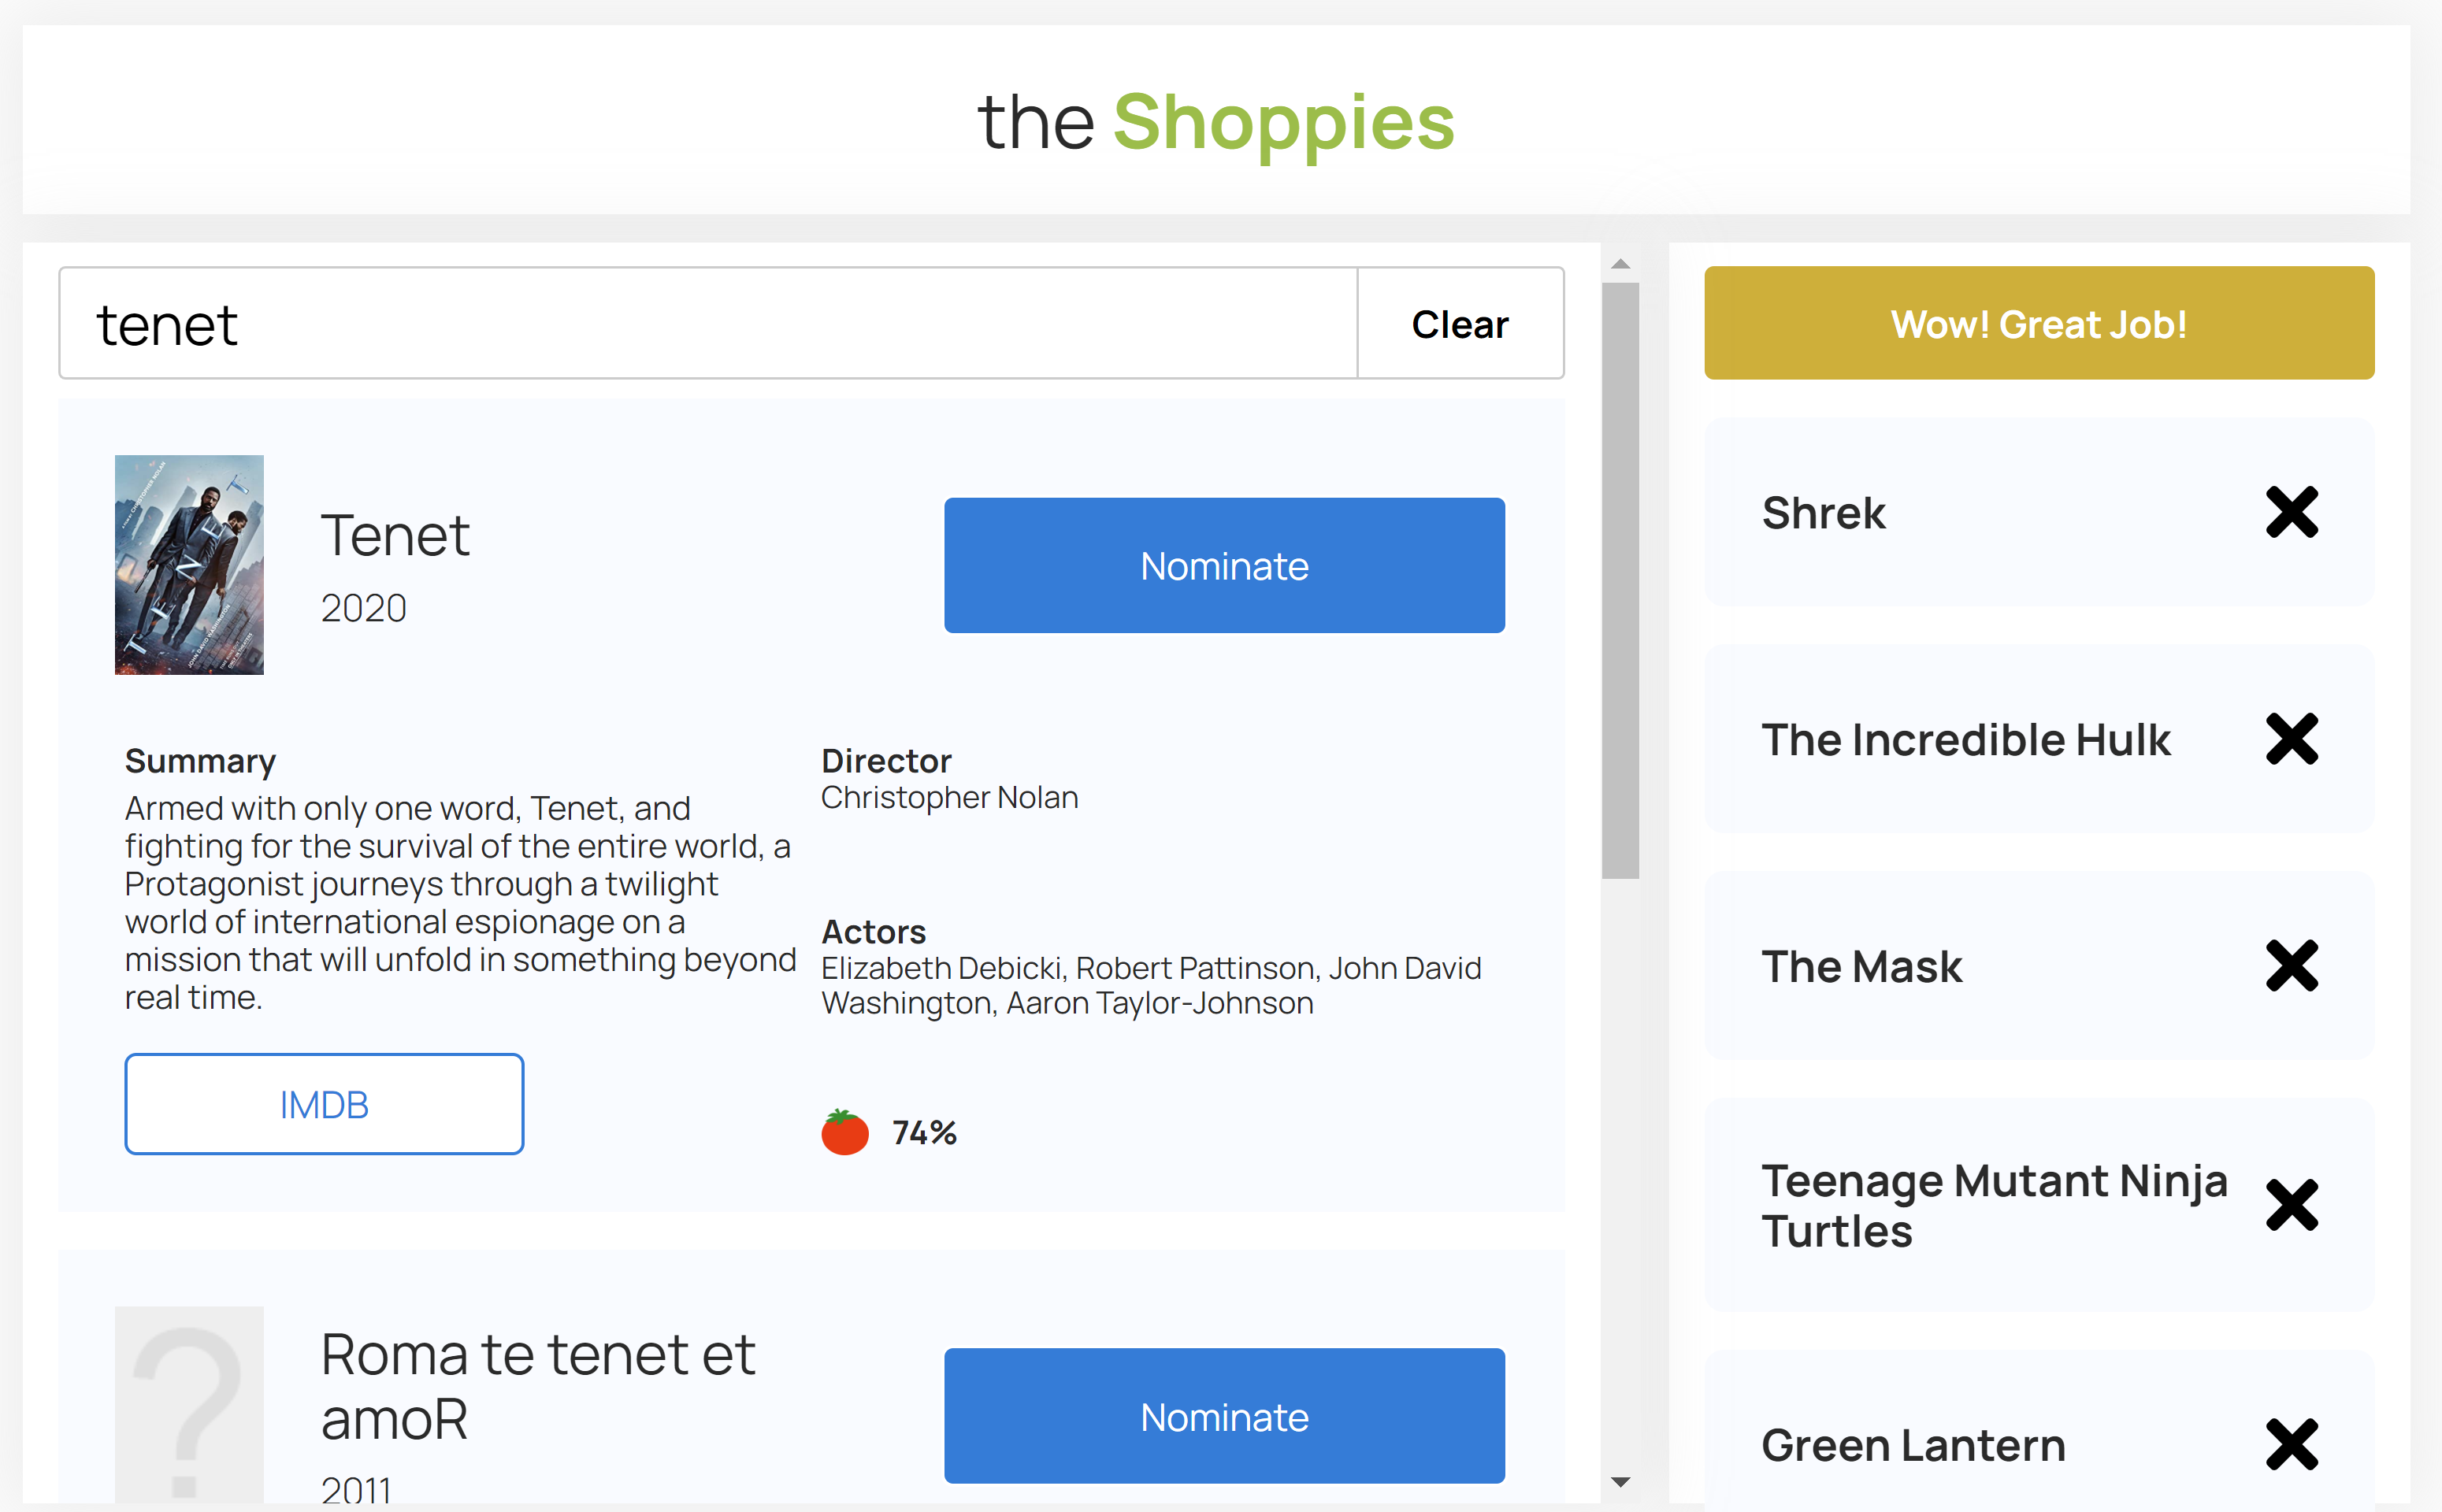 the Shoppies
tenet
Clear
Wow! Great Job!
Tenet
2020
Nominate
Summary
Armed with only one word, Tenet, and
fighting for the survival of the entire world, a
Protagonist journeys through a twilight
world of international espionage on a
mission that will unfold in something beyond
real time.
IMDB
Director
Christopher Nolan
Actors
Elizabeth Debicki, Robert Pattinson, John David
Washington, Aaron Taylor-Johnson
74%
Roma te tenet et
amoR
2011
Nominate
Shrek
The Incredible Hulk
The Mask
Teenage Mutant Ninja
Turtles
Green Lantern
TENET
JOHN DAVID WASHINGTON